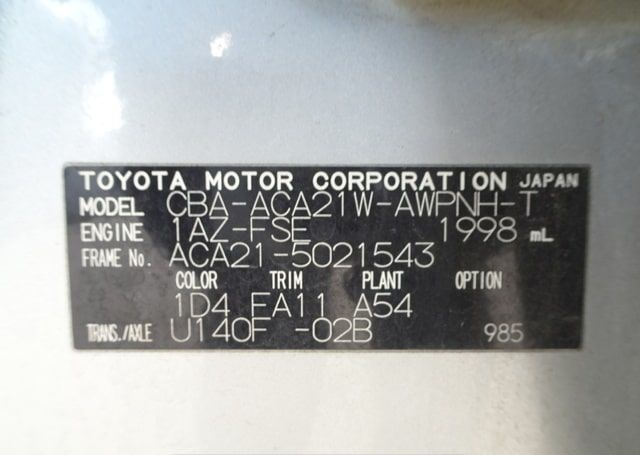 TOYOTA MOTOR CORPORATION JAPAN
MODEL CBA-ACA21W-AWPNH-T
ENGINE 1AZ-FSE 1998 mL
FRAME No. ACA21-5021543
COLOR TRIM PLANT OPTION
1D4 FA11 A54
TRANS./AXLE U140F -02B 985